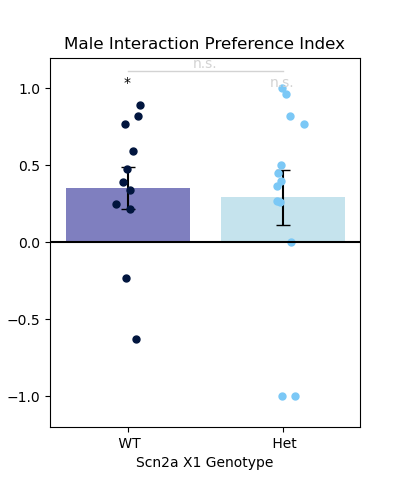 Male Interaction Preference Index
n.s.
* n.s.
1.0
0.5
0.0
−0.5
−1.0
WT Het
Scn2a X1 Genotype